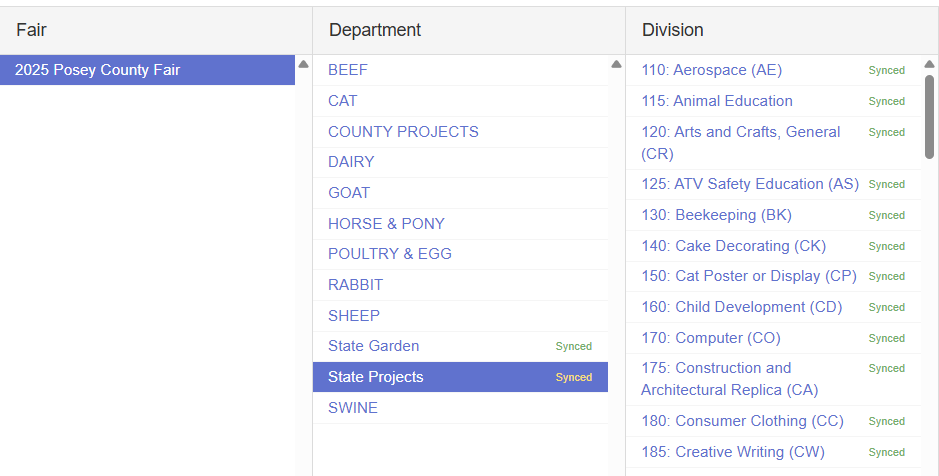 Fair
Department
Division
2025 Posey County Fair
BEEF
CAT
COUNTY PROJECTS
DAIRY
GOAT
HORSE & PONY
POULTRY & EGG
RABBIT
SHEEP
State Garden Synced
State Projects Synced
SWINE
110: Aerospace (AE) Synced
115: Animal Education Synced
120: Arts and Crafts, General Synced
(CR)
125: ATV Safety Education (AS) Synced
130: Beekeeping (BK) Synced
140: Cake Decorating (CK) Synced
150: Cat Poster or Display (CP) Synced
160: Child Development (CD) Synced
170: Computer (CO) Synced
175: Construction and Synced
Architectural Replica (CA)
180: Consumer Clothing (CC) Synced
185: Creative Writing (CW) Synced